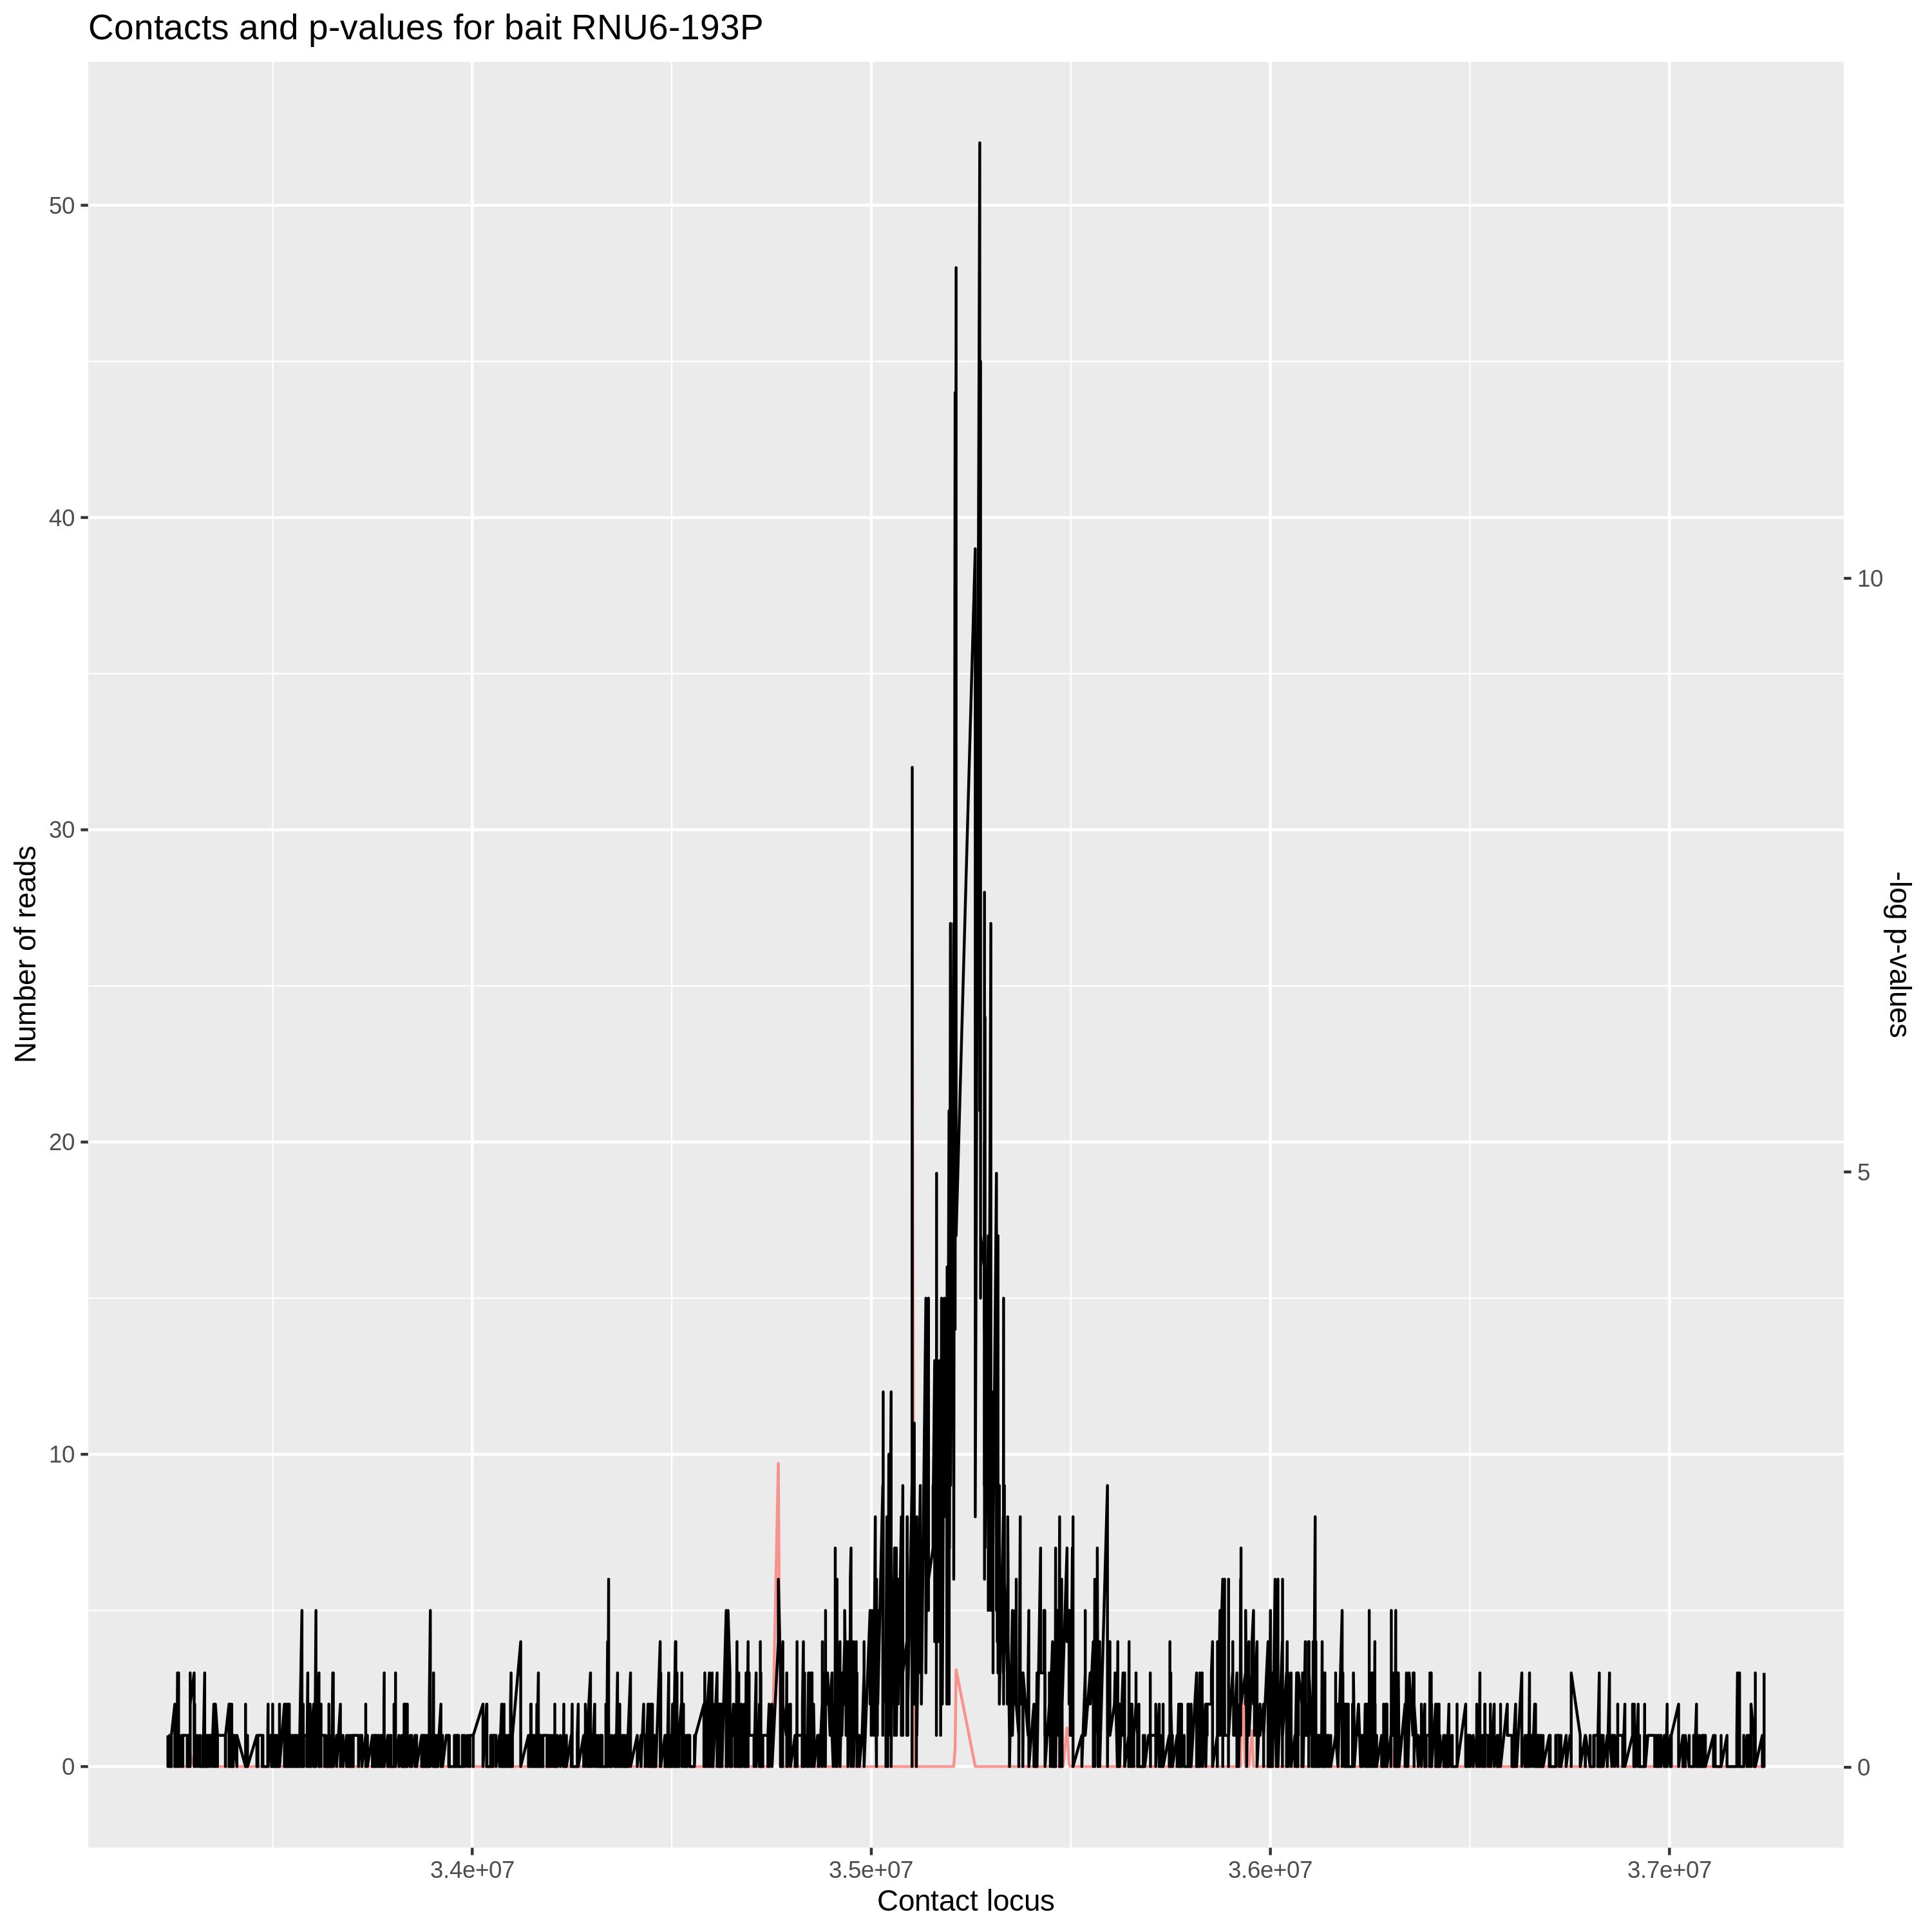 Contacts and p-values for bait RNU6-193P
50
40
30
20
10
0
Number of reads
10
5
0
-log p-values
3.4e+07
3.5e+07
3.6e+07
3.7e+07
Contact locus